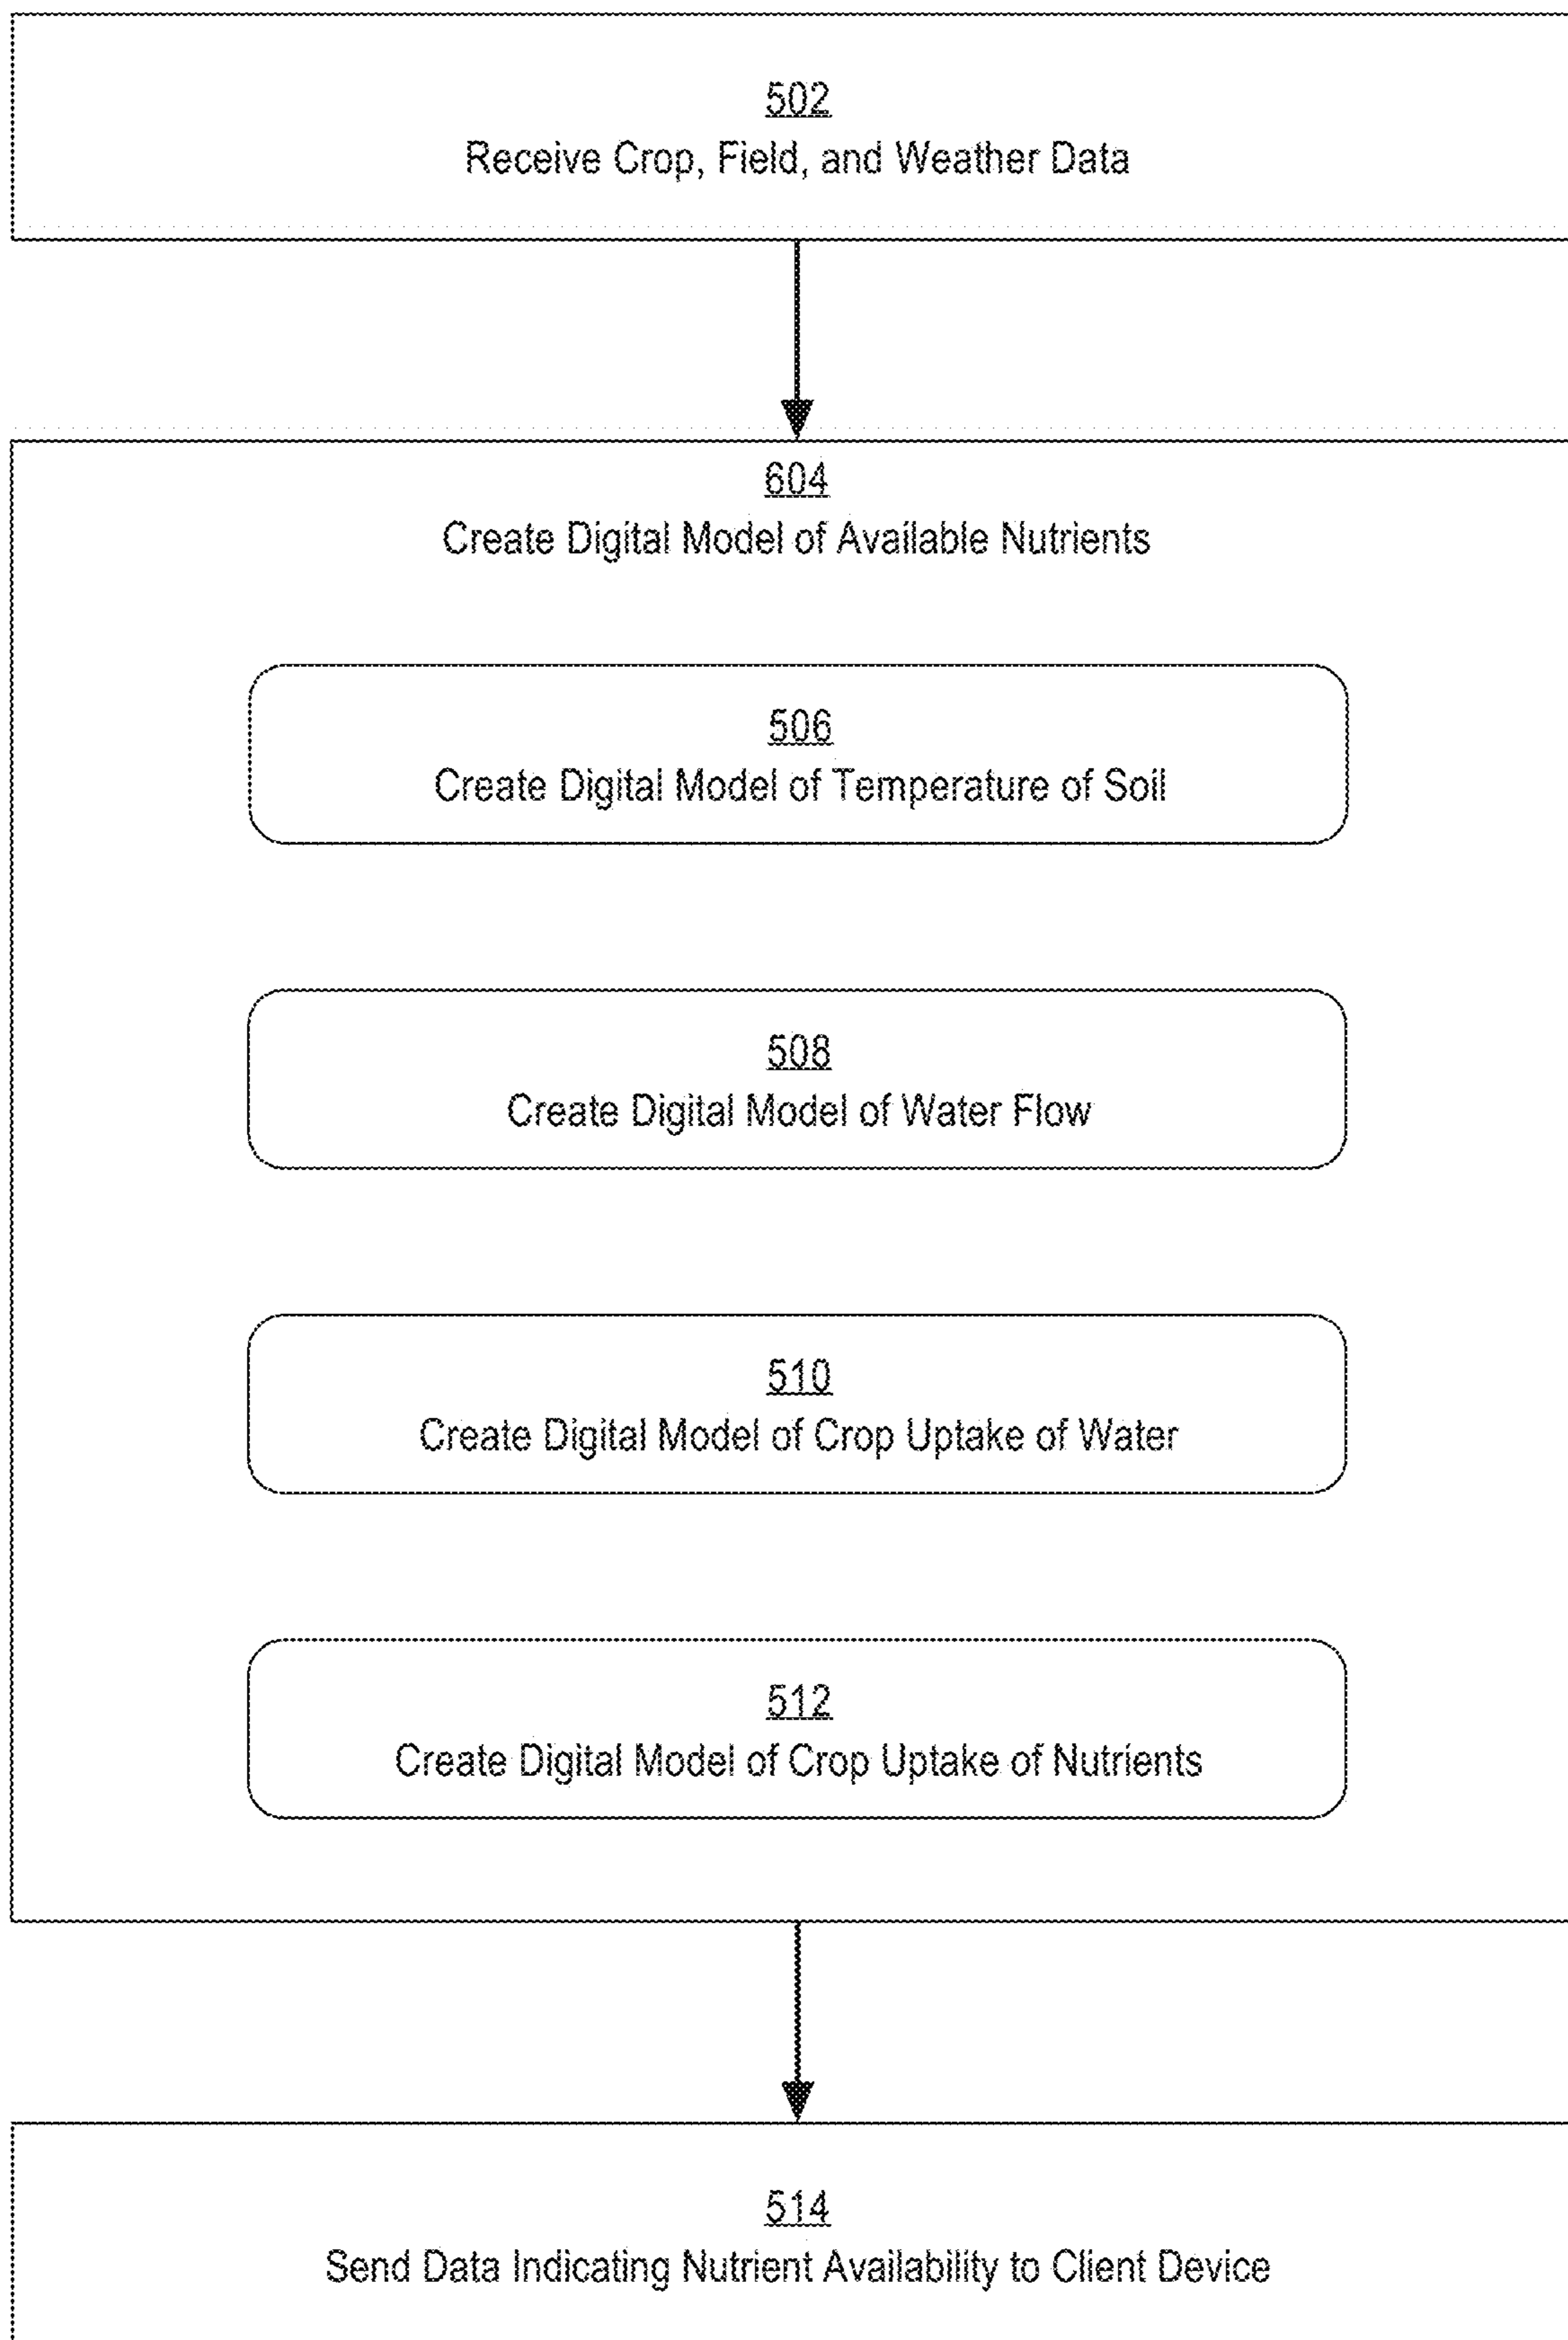 502
Receive Crop, Field, and Weather Data
604
Create Digital Model of Available Nutrients
506
Create Digital Model of Temperature of Soil
508
Create Digital Model of Water Flow
510
Create Digital Model of Crop Uptake of Water
512
Create Digital Model of Crop Uptake of Nutrients
514
Send Data Indicating Nutrient Availability to Client Device